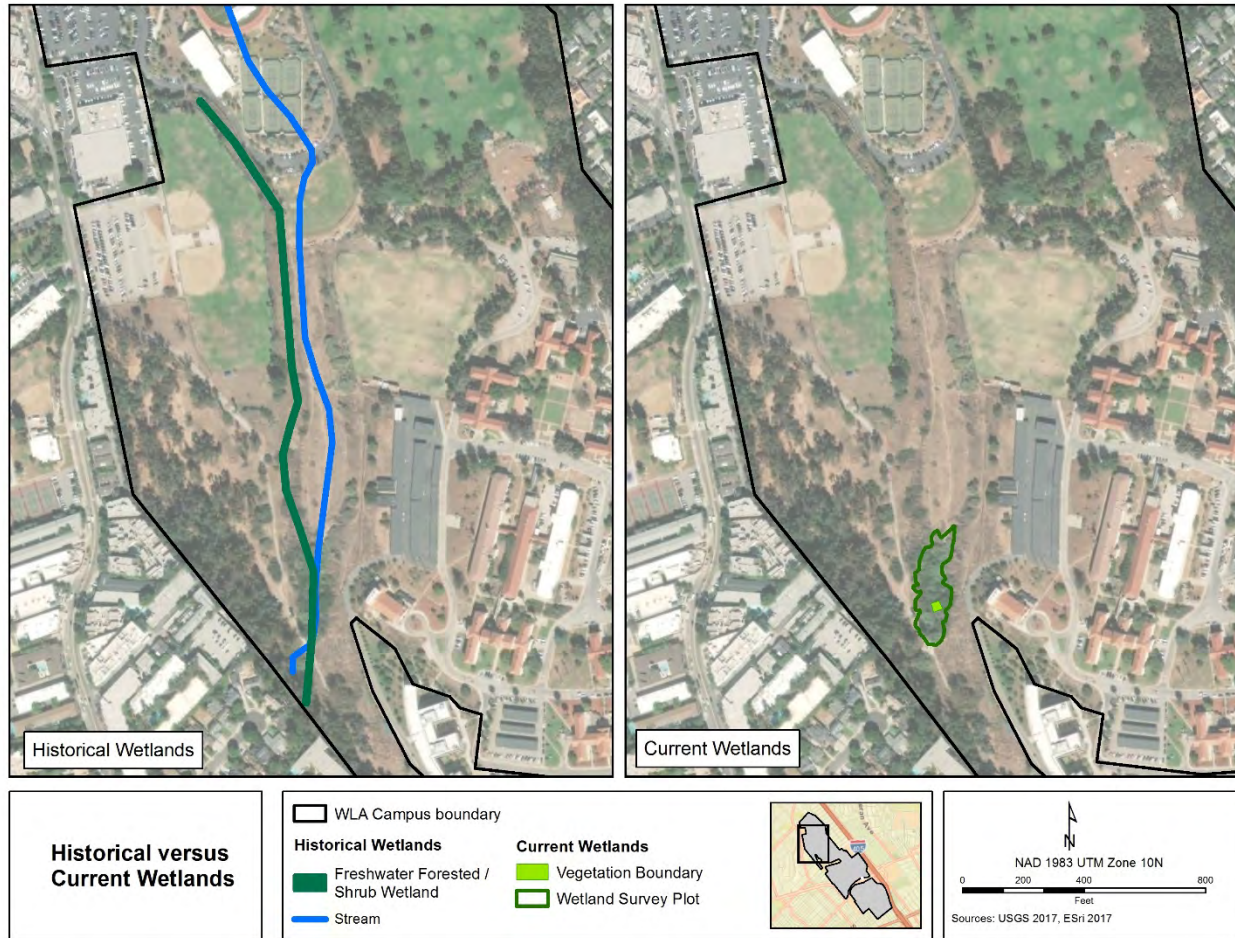 Historical Wetlands
Current Wetlands
Historical versus
Current Wetlands
WLA Campus boundary
Historical Wetlands
Freshwater Forested /
Shrub Wetland
Stream
Current Wetlands
Vegetation Boundary
Wetland Survey Plot
N
NAD 1983 UTM Zone 10N
0 200 400 800
Feet
Sources: USGS 2017, ESri 2017